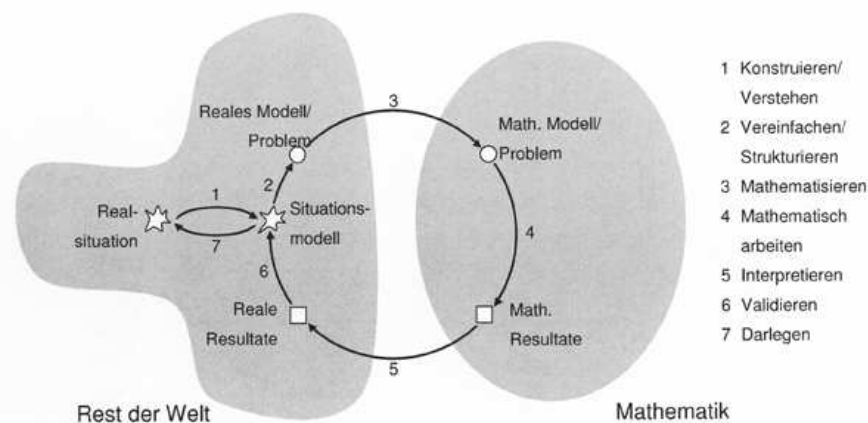 3
Reales Modell/
Problem
Math. Modell/
Problem
1
2
Real-
situation
Situations-
modell
7
4
6
Reale
Resultate
Math.
Resultate
5
Rest der Welt
Mathematik
1 Konstruieren/
Verstehen
2 Vereinfachen/
Strukturieren
3 Mathematisieren
4 Mathematisch
arbeiten
5 Interpretieren
6 Validieren
7 Darlegen